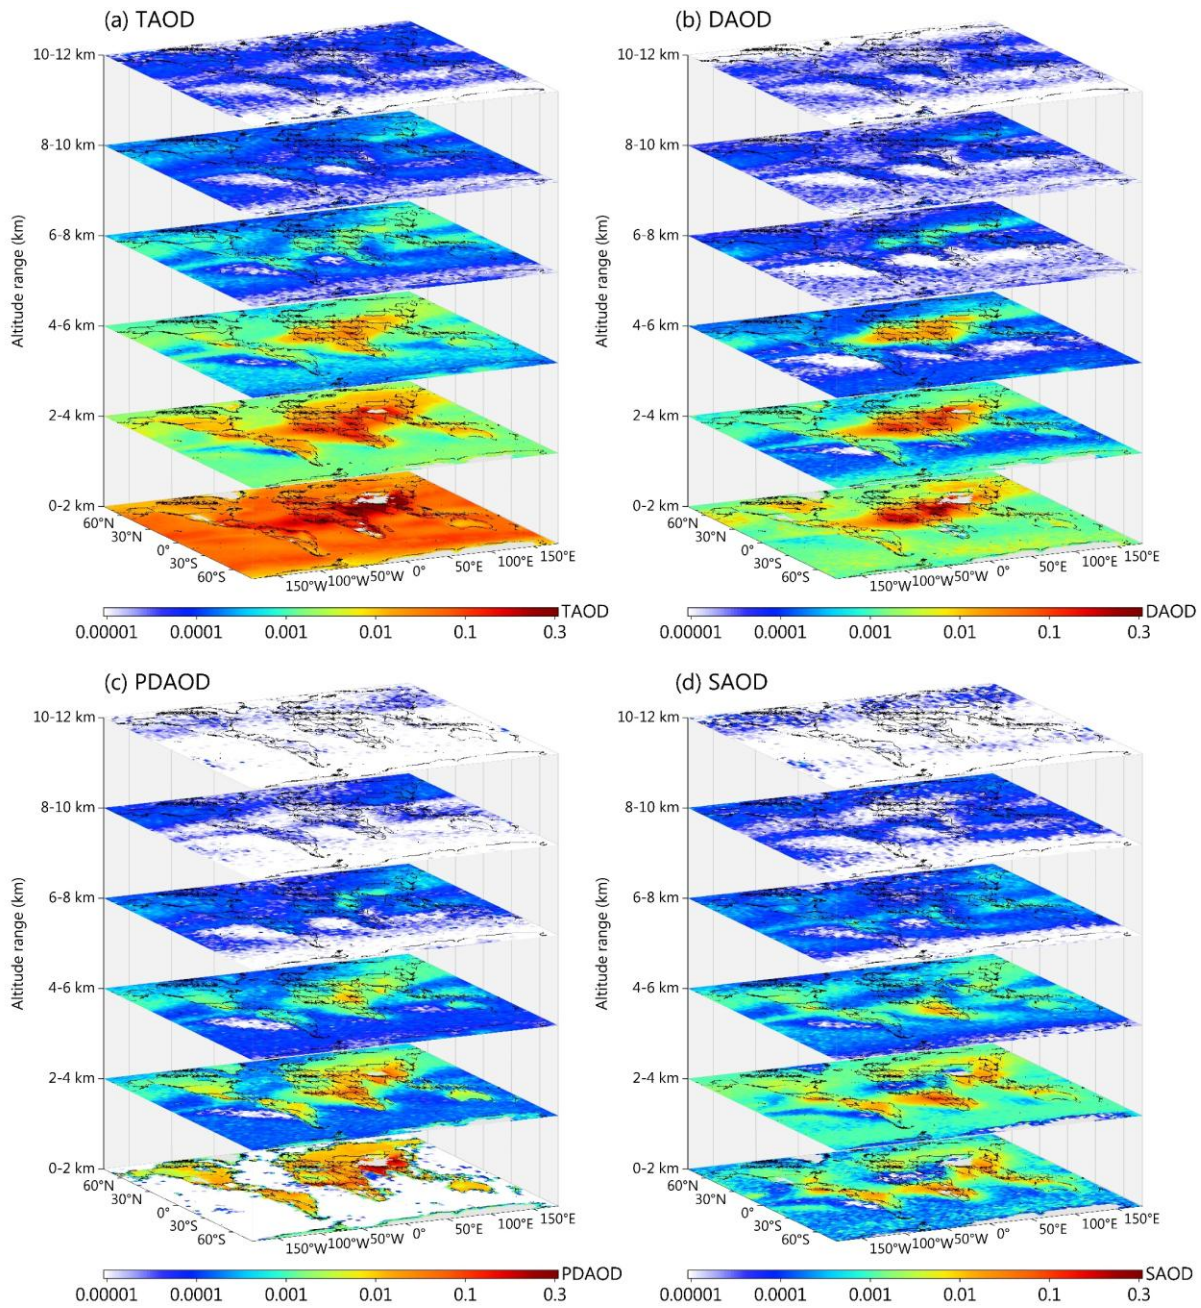 (a) TAOD
10-12 km
8-10 km
6-8 km
4-6 km
2-4 km
0-2 km
Altitude range (km)
60°N
30°N
0°
30°S
60°S
150°W
100°W
50°W
0°
50°E
100°E
150°E
0.00001 0.0001 0.001 0.01 0.1 0.3
TAOD
(b) DAOD
10-12 km
8-10 km
6-8 km
4-6 km
2-4 km
0-2 km
Altitude range (km)
60°N
30°N
0°
30°S
60°S
150°W
100°W
50°W
0°
50°E
100°E
150°E
0.00001 0.0001 0.001 0.01 0.1 0.3
DAOD
(c) PDAOD
10-12 km
8-10 km
6-8 km
4-6 km
2-4 km
0-2 km
Altitude range (km)
60°N
30°N
0°
30°S
60°S
150°W
100°W
50°W
0°
50°E
100°E
150°E
0.00001 0.0001 0.001 0.01 0.1 0.3
PDAOD
(d) SAOD
10-12 km
8-10 km
6-8 km
4-6 km
2-4 km
0-2 km
Altitude range (km)
60°N
30°N
0°
30°S
60°S
150°W
100°W
50°W
0°
50°E
100°E
150°E
0.00001 0.0001 0.001 0.01 0.1 0.3
SAOD